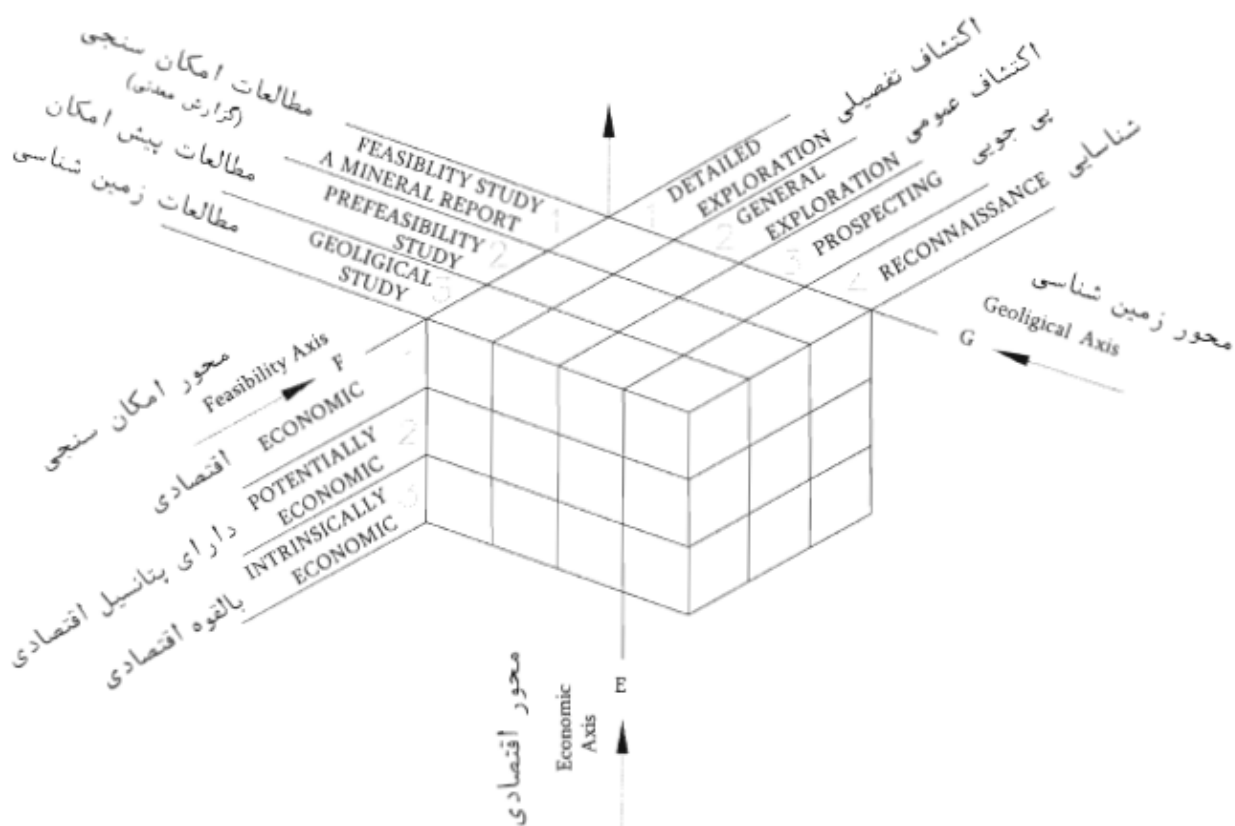 مطالعات امکان سنجی
(گزارش معدنی)
مطالعات پیش امکان
مطالعات زمین شناسی
FEASIBLITY STUDY
A MINERAL REPORT
1
PREFEASIBILITY
STUDY
2
GEOLIGICAL
STUDY
3
اکتشاف تفصیلی
اکتشاف عمومی
پی جویی
شناسایی
DETAILED
EXPLORATION
1
GENERAL
EXPLORATION
2
PROSPECTING
3
RECONNAISSANCE
4
محور زمین شناسی
Geoligical Axis
G
محور امکان سنجی
Feasibility Axis
F
اقتصادی
ECONOMIC
1
دارای پتانسیل اقتصادی
POTENTIALLY
ECONOMIC
2
بالقوه اقتصادی
INTRINSICALLY
ECONOMIC
3
محور اقتصادی
Economic
Axis
E